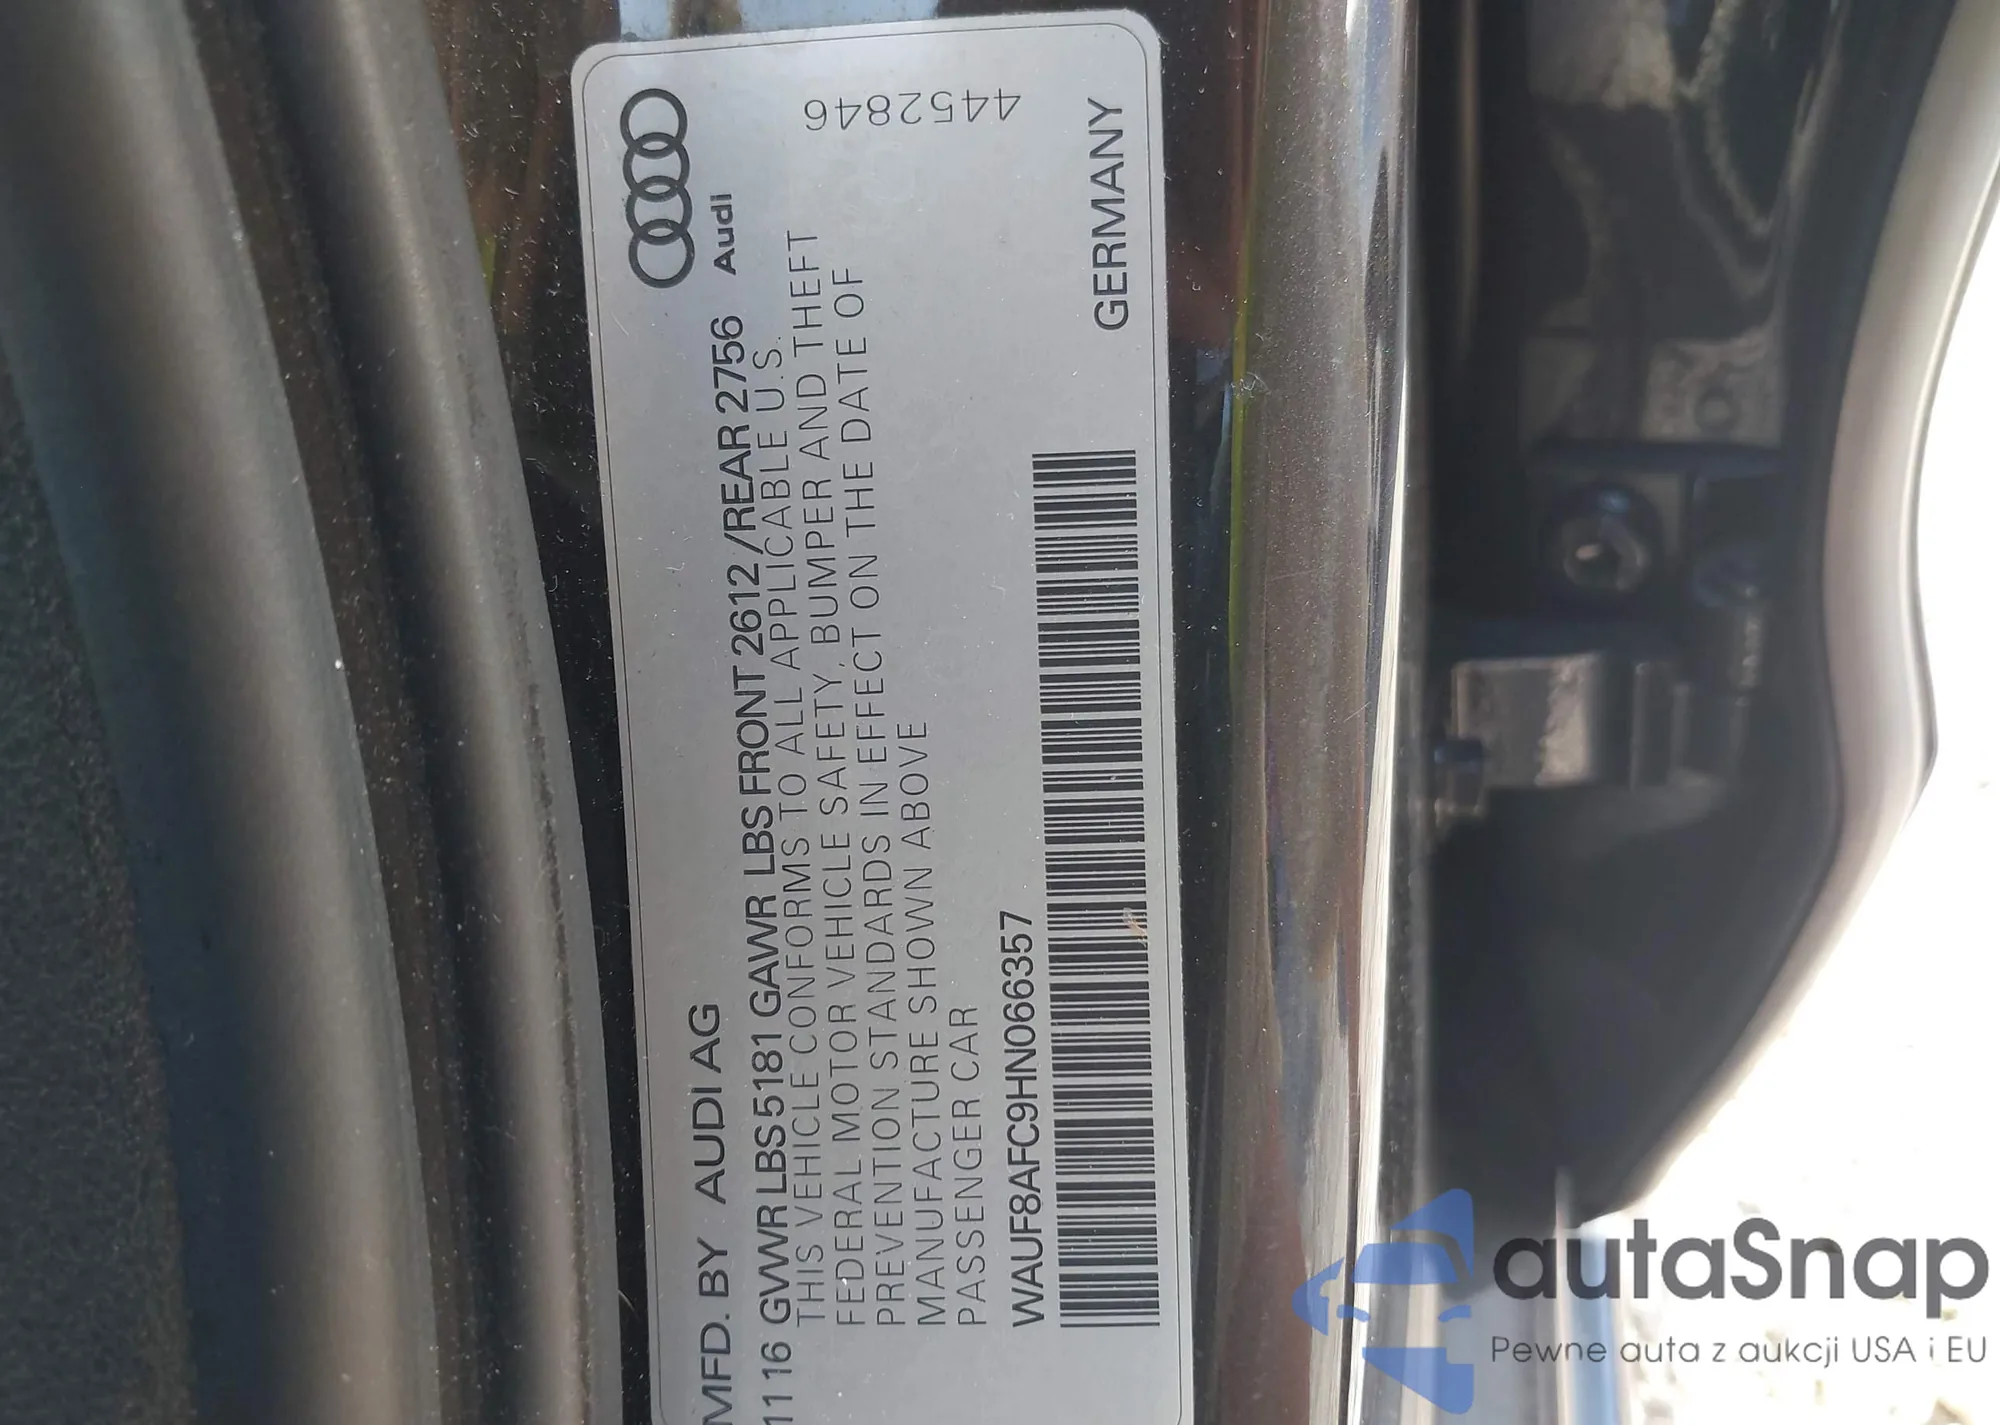 MFD. BY AUDI AG
11 16 GVWR LBS 5181 GAWR LBS FRONT 2612 /REAR 2756 Audi
THIS VEHICLE CONFORMS TO ALL APPLICABLE U.S.
FEDERAL MOTOR VEHICLE SAFETY, BUMPER AND THEFT
PREVENTION STANDARDS IN EFFECT ON THE DATE OF
MANUFACTURE SHOWN ABOVE
PASSENGER CAR
WAUF8AFC9HN066357
GERMANY
4452846
autaSnap
Pewne auta z aukcji USA i EU